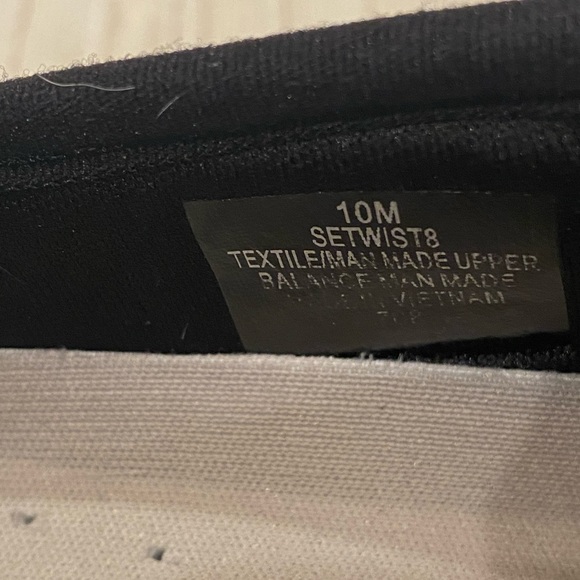 10M
SETWIST8
TEXTILE/MAN MADE UPPER
BALANCE MAN MADE
VIETNAM